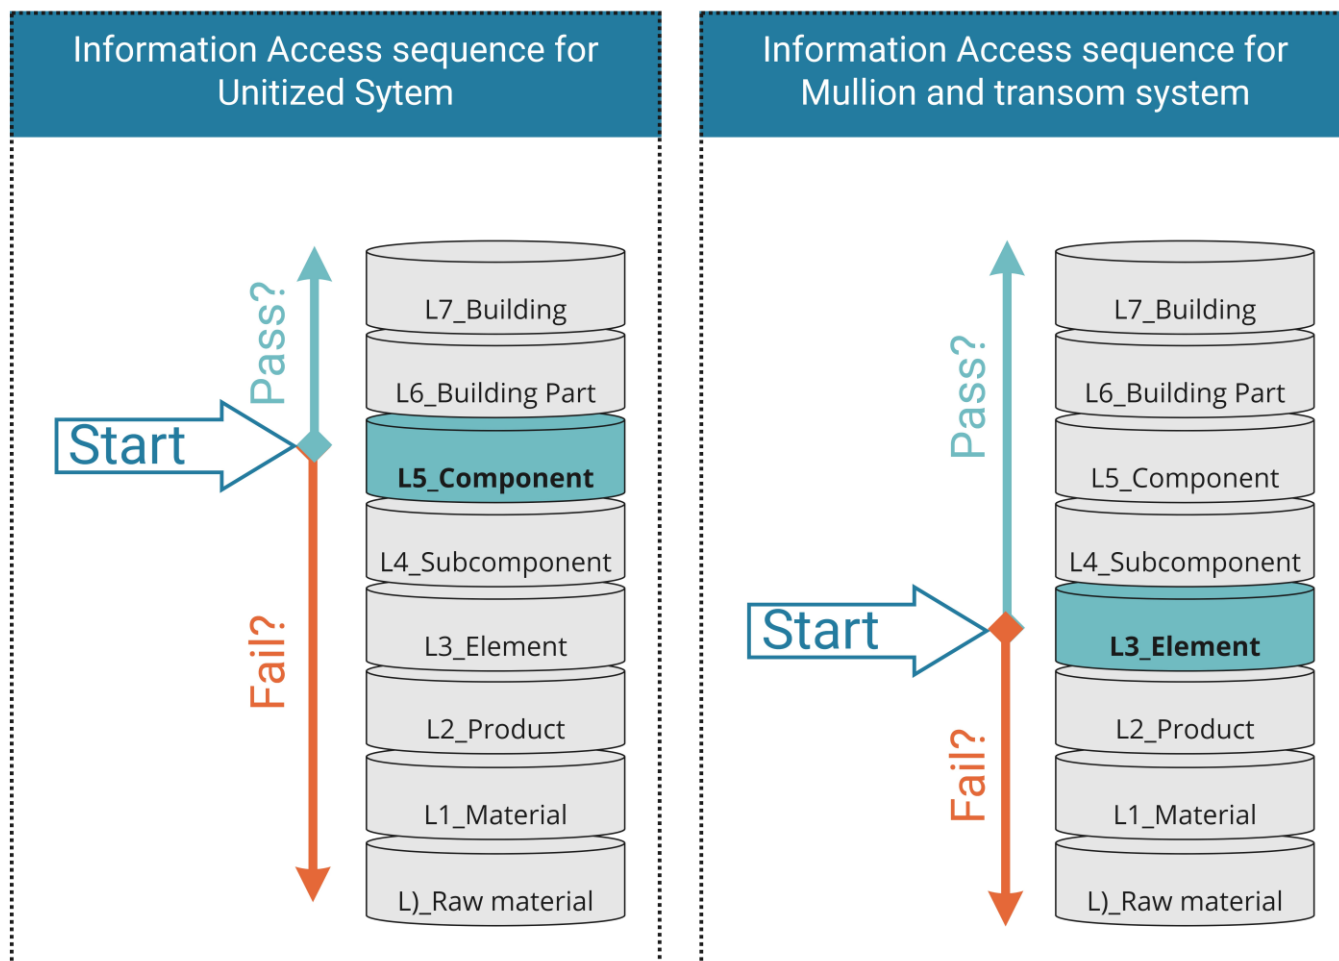 Information Access sequence for
Unitized Sytem
Pass?
Start
Fail?
L7_Building
L6_Building Part
L5_Component
L4_Subcomponent
L3_Element
L2_Product
L1_Material
L)_Raw material
Information Access sequence for
Mullion and transom system
Pass?
Start
Fail?
L7_Building
L6_Building Part
L5_Component
L4_Subcomponent
L3_Element
L2_Product
L1_Material
L)_Raw material